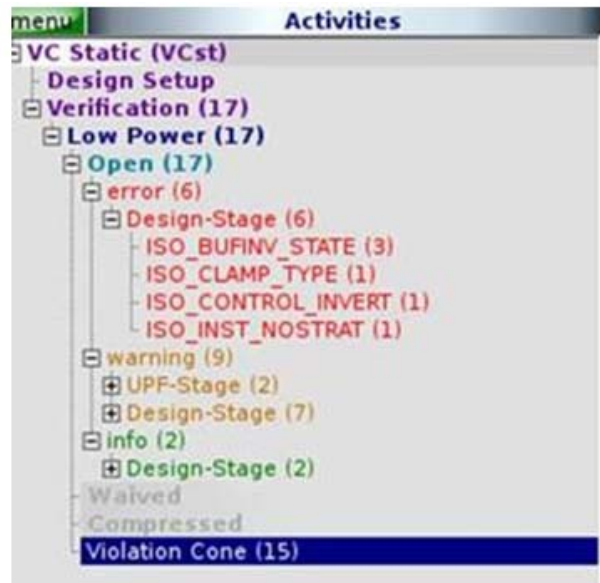 menu Activities
VC Static (VCst)
Design Setup
Verification (17)
Low Power (17)
Open (17)
error (6)
Design-Stage (6)
ISO_BUFINV_STATE (3)
ISO_CLAMP_TYPE (1)
ISO_CONTROL_INVERT (1)
ISO_INST_NOSTRAT (1)
warning (9)
UPF-Stage (2)
Design-Stage (7)
info (2)
Design-Stage (2)
Waived
Compressed
Violation Cone (15)